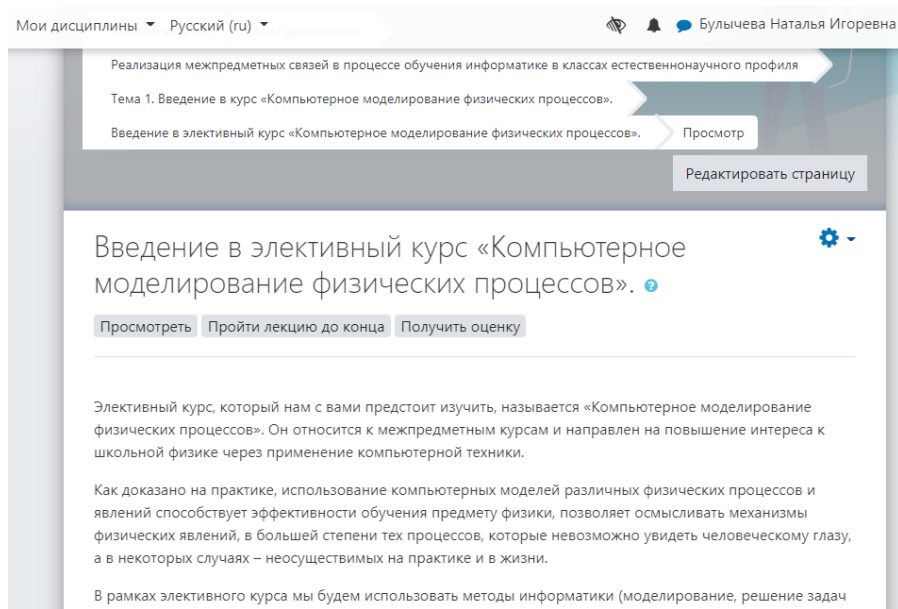 Мои дисциплины Русский (ru) Булычева Наталья Игоревна
Реализация межпредметных связей в процессе обучения информатике в классах естественнонаучного профиля
Тема 1. Введение в курс «Компьютерное моделирование физических процессов».
Введение в элективный курс «Компьютерное моделирование физических процессов». Просмотр
Редактировать страницу
Введение в элективный курс «Компьютерное
моделирование физических процессов».
Просмотреть Пройти лекцию до конца Получить оценку
Элективный курс, который нам с вами предстоит изучить, называется «Компьютерное моделирование
физических процессов». Он относится к межпредметным курсам и направлен на повышение интереса к
школьной физике через применение компьютерной техники.
Как доказано на практике, использование компьютерных моделей различных физических процессов и
явлений способствует эффективности обучения предмету физики, позволяет осмысливать механизмы
физических явлений, в большей степени тех процессов, которые невозможно увидеть человеческому глазу,
а в некоторых случаях – неосуществимых на практике и в жизни.
В рамках элективного курса мы будем использовать методы информатики (моделирование, решение задач